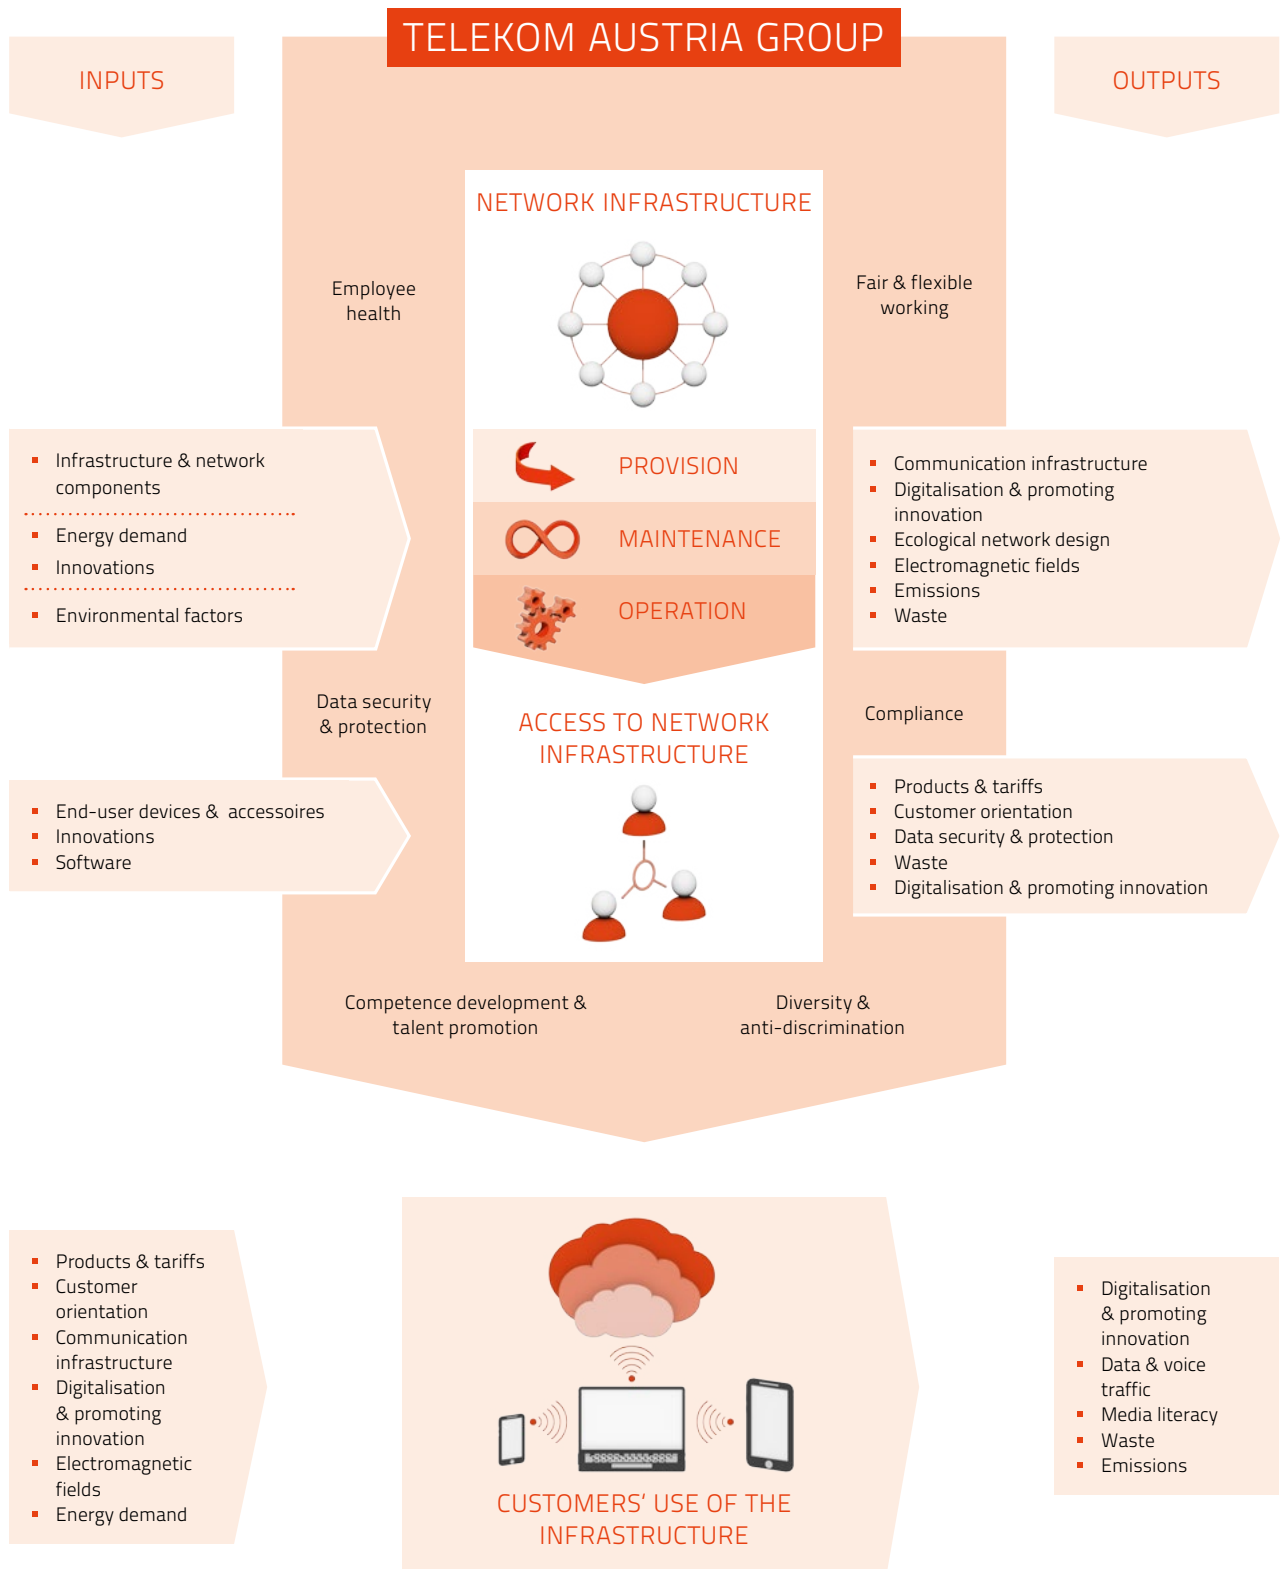 TELEKOM AUSTRIA GROUP
INPUTS
OUTPUTS
NETWORK INFRASTRUCTURE
Employee
health
Fair & flexible
working
Infrastructure & network
components
Energy demand
Innovations
Environmental factors
PROVISION
MAINTENANCE
OPERATION
Communication infrastructure
Digitalisation & promoting
innovation
Ecological network design
Electromagnetic fields
Emissions
Waste
Data security
& protection
ACCESS TO NETWORK
INFRASTRUCTURE
Compliance
End-user devices & accessoires
Innovations
Software
Products & tariffs
Customer orientation
Data security & protection
Waste
Digitalisation & promoting innovation
Competence development &
talent promotion
Diversity &
anti-discrimination
Products & tariffs
Customer
orientation
Communication
infrastructure
Digitalisation
& promoting
innovation
Electromagnetic
fields
Energy demand
CUSTOMERS' USE OF THE
INFRASTRUCTURE
Digitalisation
& promoting
innovation
Data & voice
traffic
Media literacy
Waste
Emissions